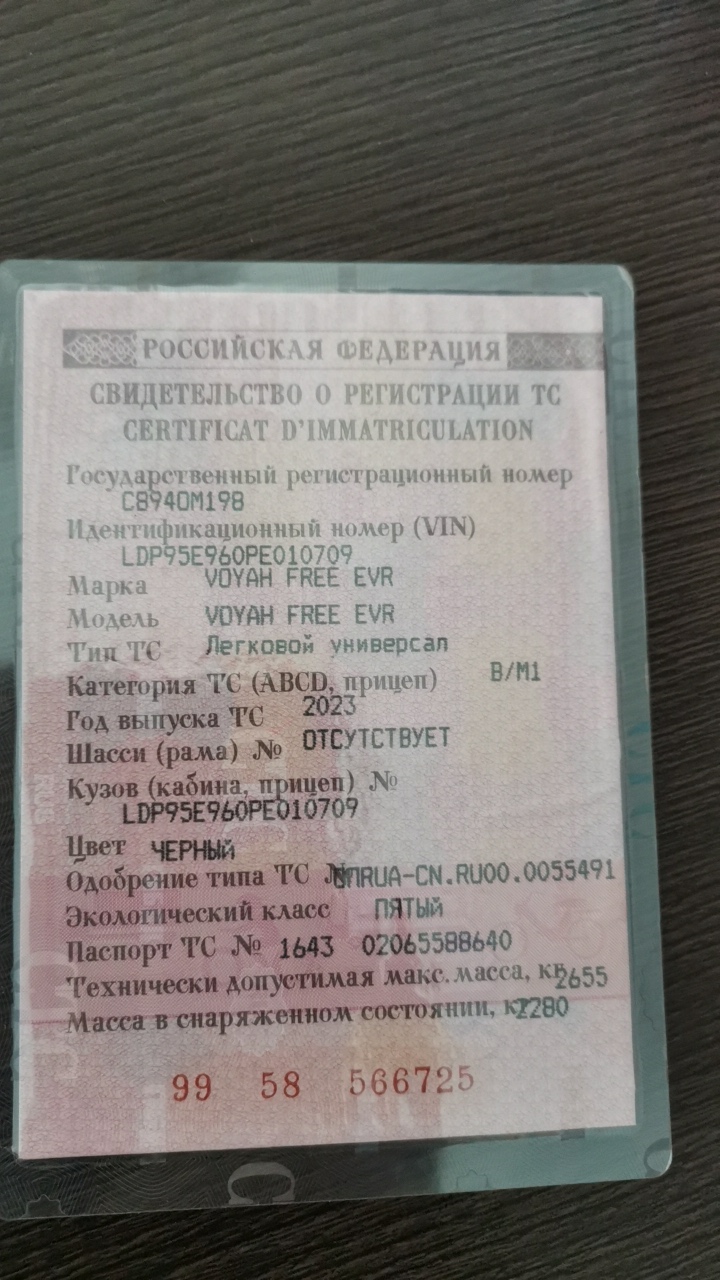 РОССИЙСКАЯ ФЕДЕРАЦИЯ
СВИДЕТЕЛЬСТВО О РЕГИСТРАЦИИ ТС
CERTIFICAT D'IMMATRICULATION
Государственный регистрационный номер
С894ОМ198
Идентификационный номер (VIN)
LDP95E960PE010709
Марка VOYAH FREE EVR
Модель VOYAH FREE EVR
Тип ТС Легковой универсал
Категория ТС (ABCD, прицеп) B/M1
Год выпуска ТС 2023
Шасси (рама) № ОТСУТСТВУЕТ
Кузов (кабина, прицеп) №
LDP95E960PE010709
Цвет ЧЕРНЫЙ
Одобрение типа ТС № ЕПRUA-CN.RU00.0055491
Экологический класс ПЯТЫЙ
Паспорт ТС № 1643 02065588640
Технически допустимая макс. масса, кг 2655
Масса в снаряженном состоянии, кг 2280
99 58 566725